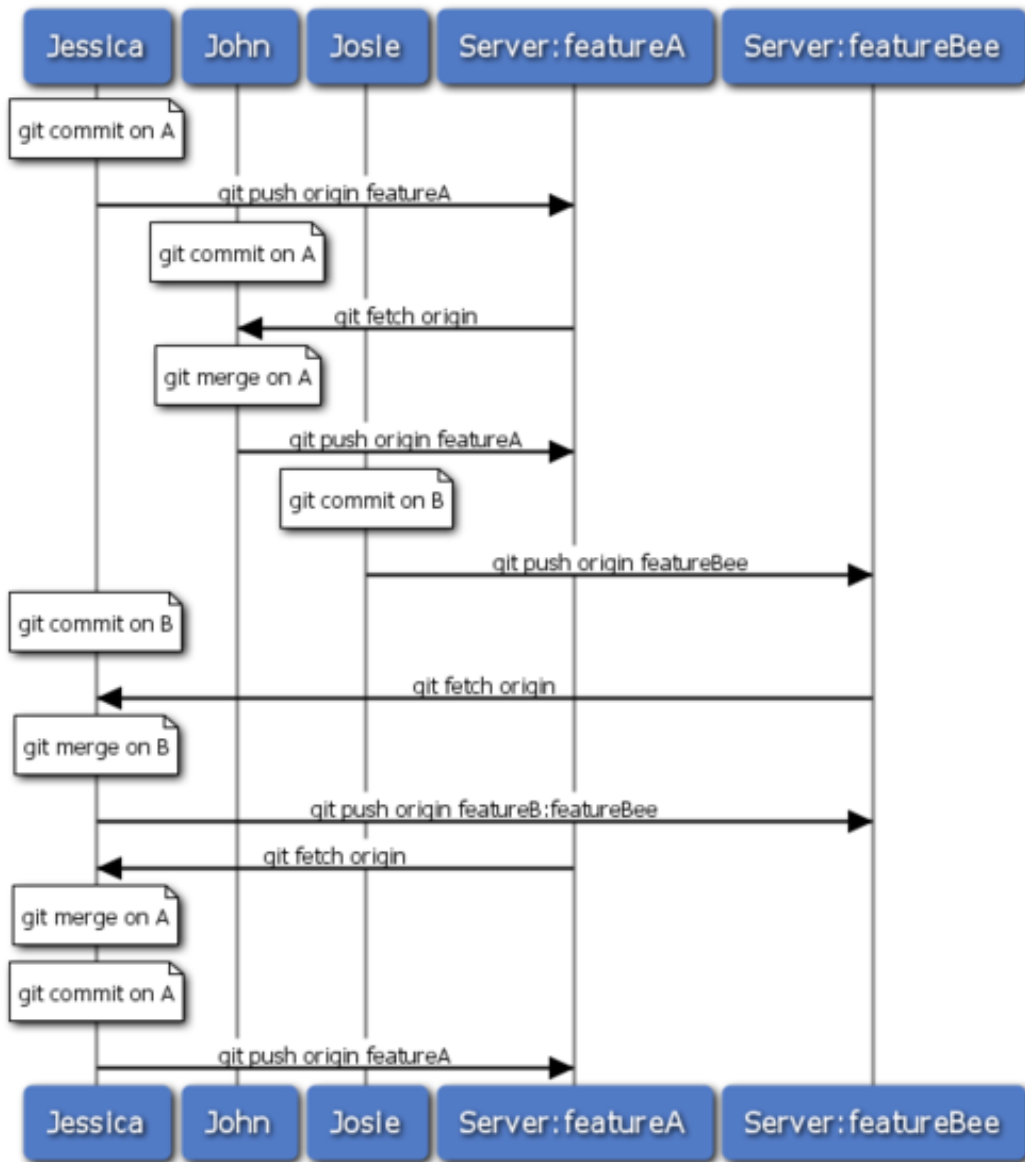 Jessica John Josie Server:featureA Server:featureBee
git commit on A
git push origin featureA
git commit on A
git fetch origin
git merge on A
git push origin featureA
git commit on B
git push origin featureBee
git commit on B
git fetch origin
git merge on B
git push origin featureB:featureBee
git fetch origin
git merge on A
git commit on A
git push origin featureA
Jessica John Josie Server:featureA Server:featureBee